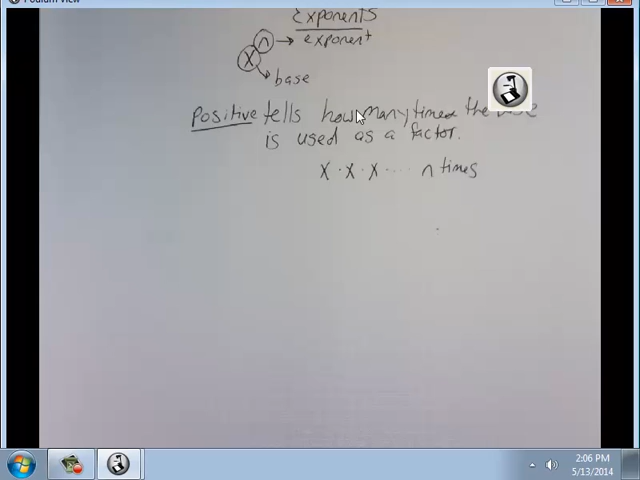 Podium View
Exponents
n → exponent
x
base
Positive tells how many times the base
is used as a factor.
x · x · x · · · · n times
2:06 PM
5/13/2014